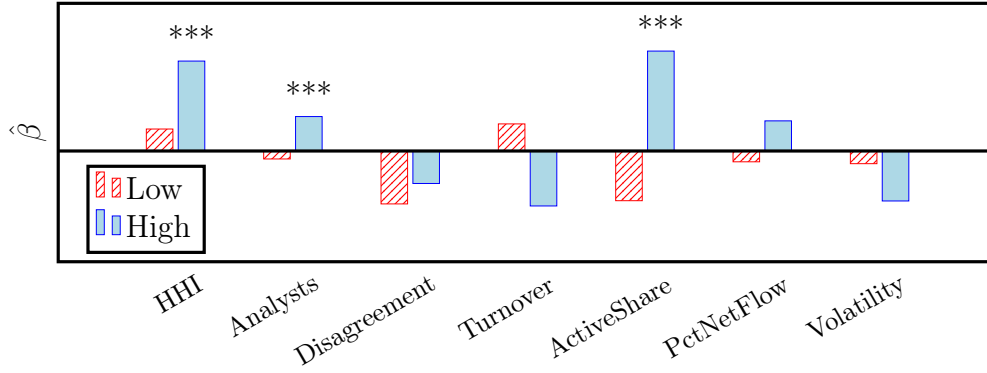 ***
***
***
β̂
Low
High
HHI
Analysts
Disagreement
Turnover
ActiveShare
PctNetFlow
Volatility